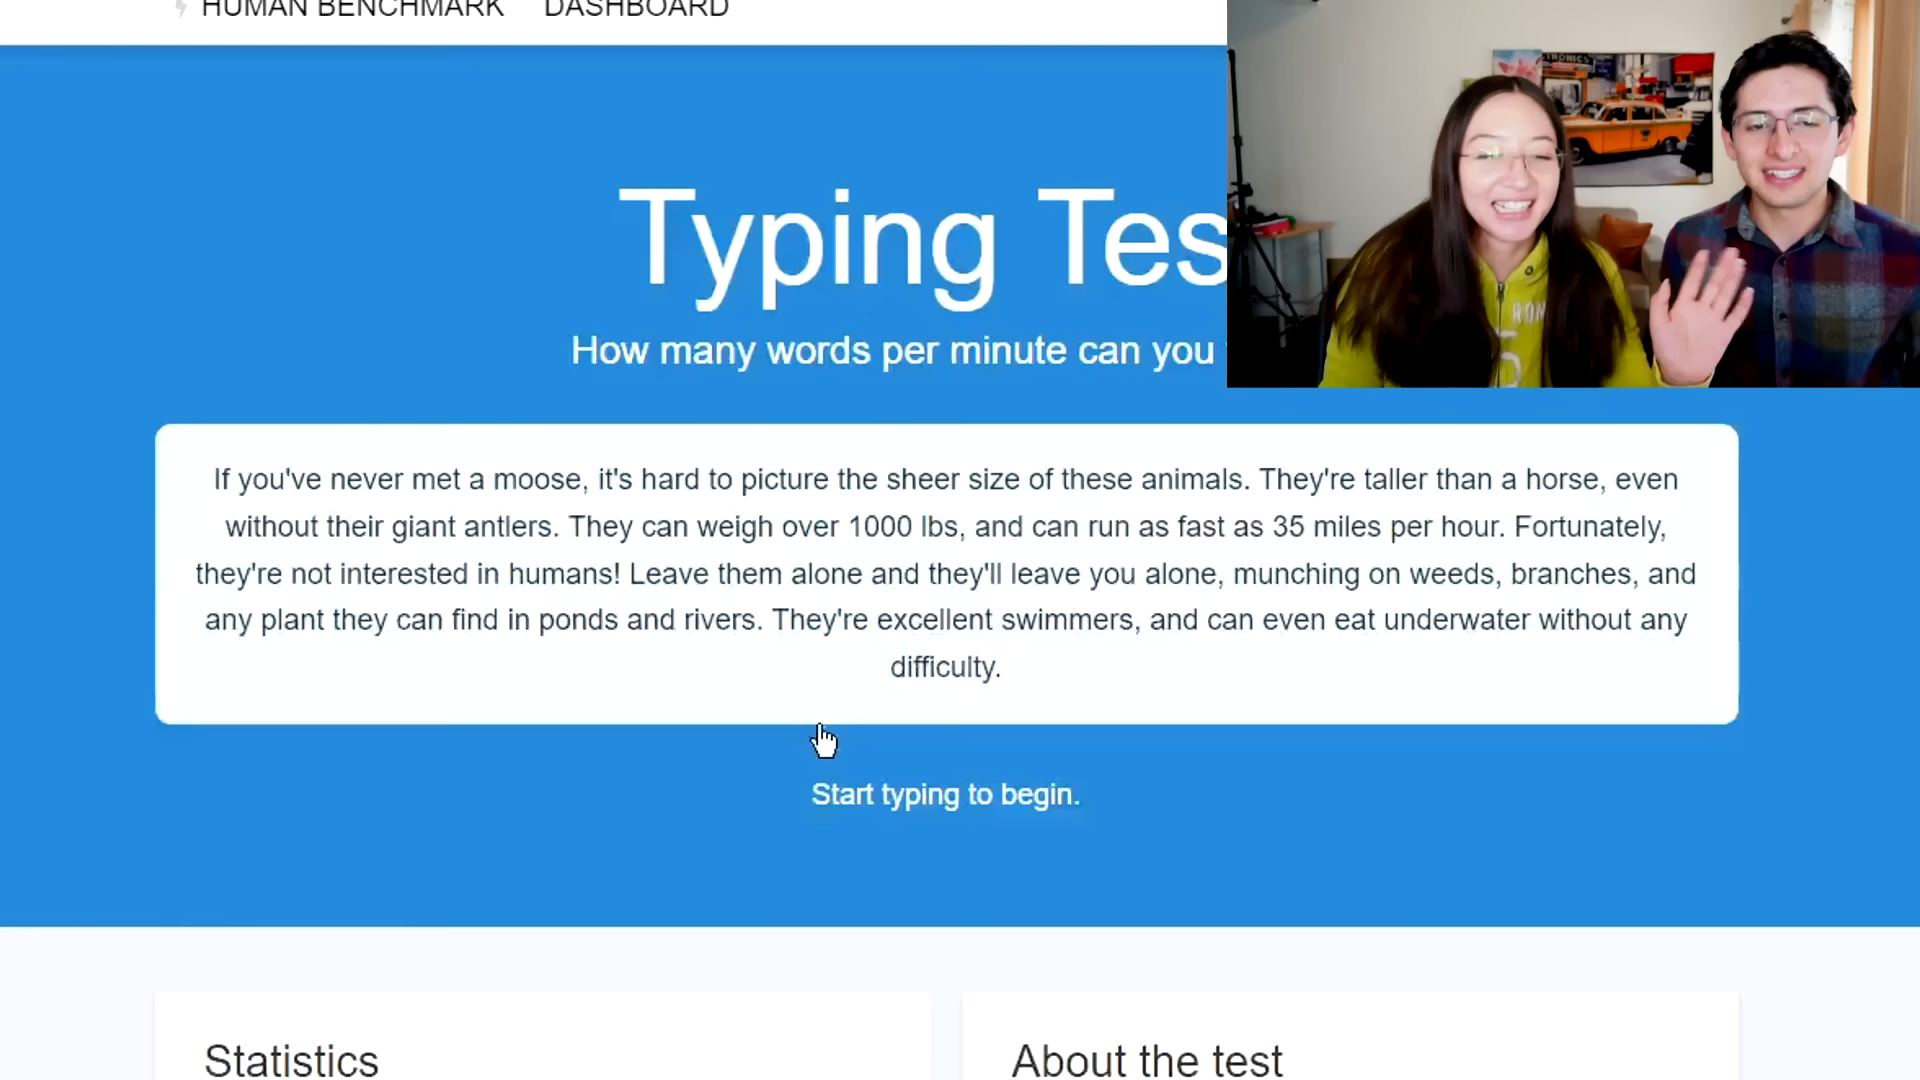 HUMAN BENCHMARK DASHBOARD
TRONICS
Typing Tes
How many words per minute can you
If you've never met a moose, it's hard to picture the sheer size of these animals. They're taller than a horse, even
without their giant antlers. They can weigh over 1000 lbs, and can run as fast as 35 miles per hour. Fortunately,
they're not interested in humans! Leave them alone and they'll leave you alone, munching on weeds, branches, and
any plant they can find in ponds and rivers. They're excellent swimmers, and can even eat underwater without any
difficulty.
Start typing to begin.
Statistics
About the test